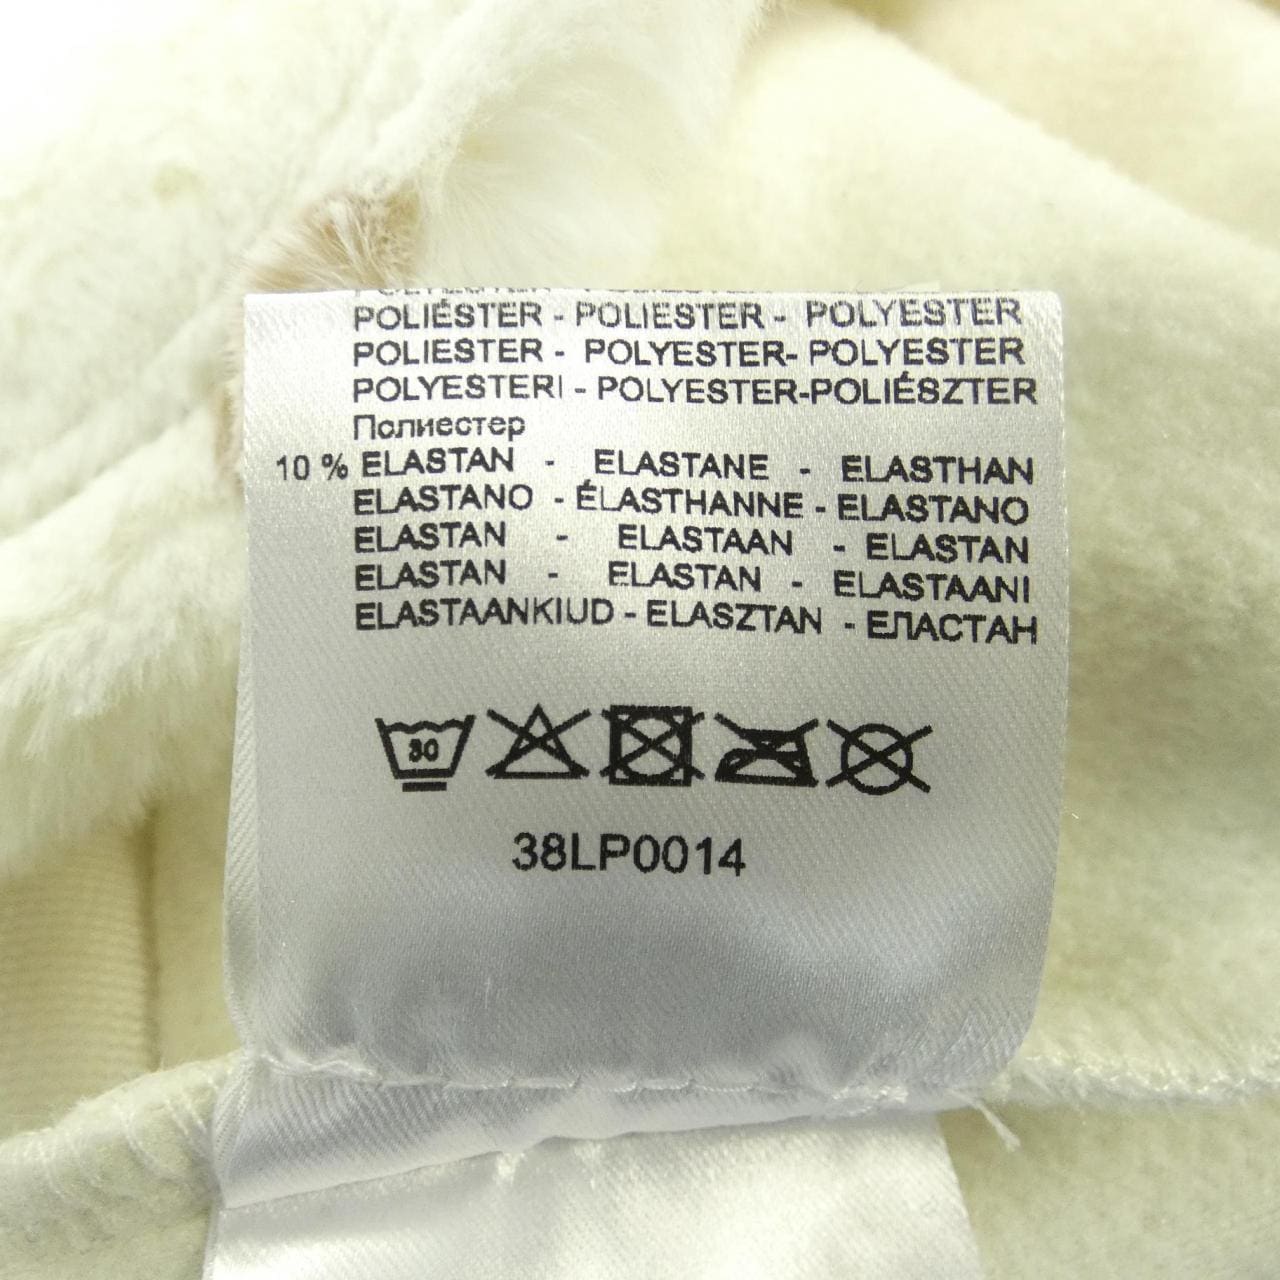 POLIÉSTER - POLIESTER - POLYESTER
POLIESTER - POLYESTER- POLYESTER
POLYESTERI - POLYESTER-POLIÉSZTER
Полиестер
10 % ELASTAN - ELASTANE - ELASTHAN
ELASTANO - ÉLASTHANNE - ELASTANO
ELASTAN - ELASTAAN - ELASTAN
ELASTAN - ELASTAN - ELASTAANI
ELASTAANKIUD - ELASZTAN - ЕЛАСТАН
30
38LP0014